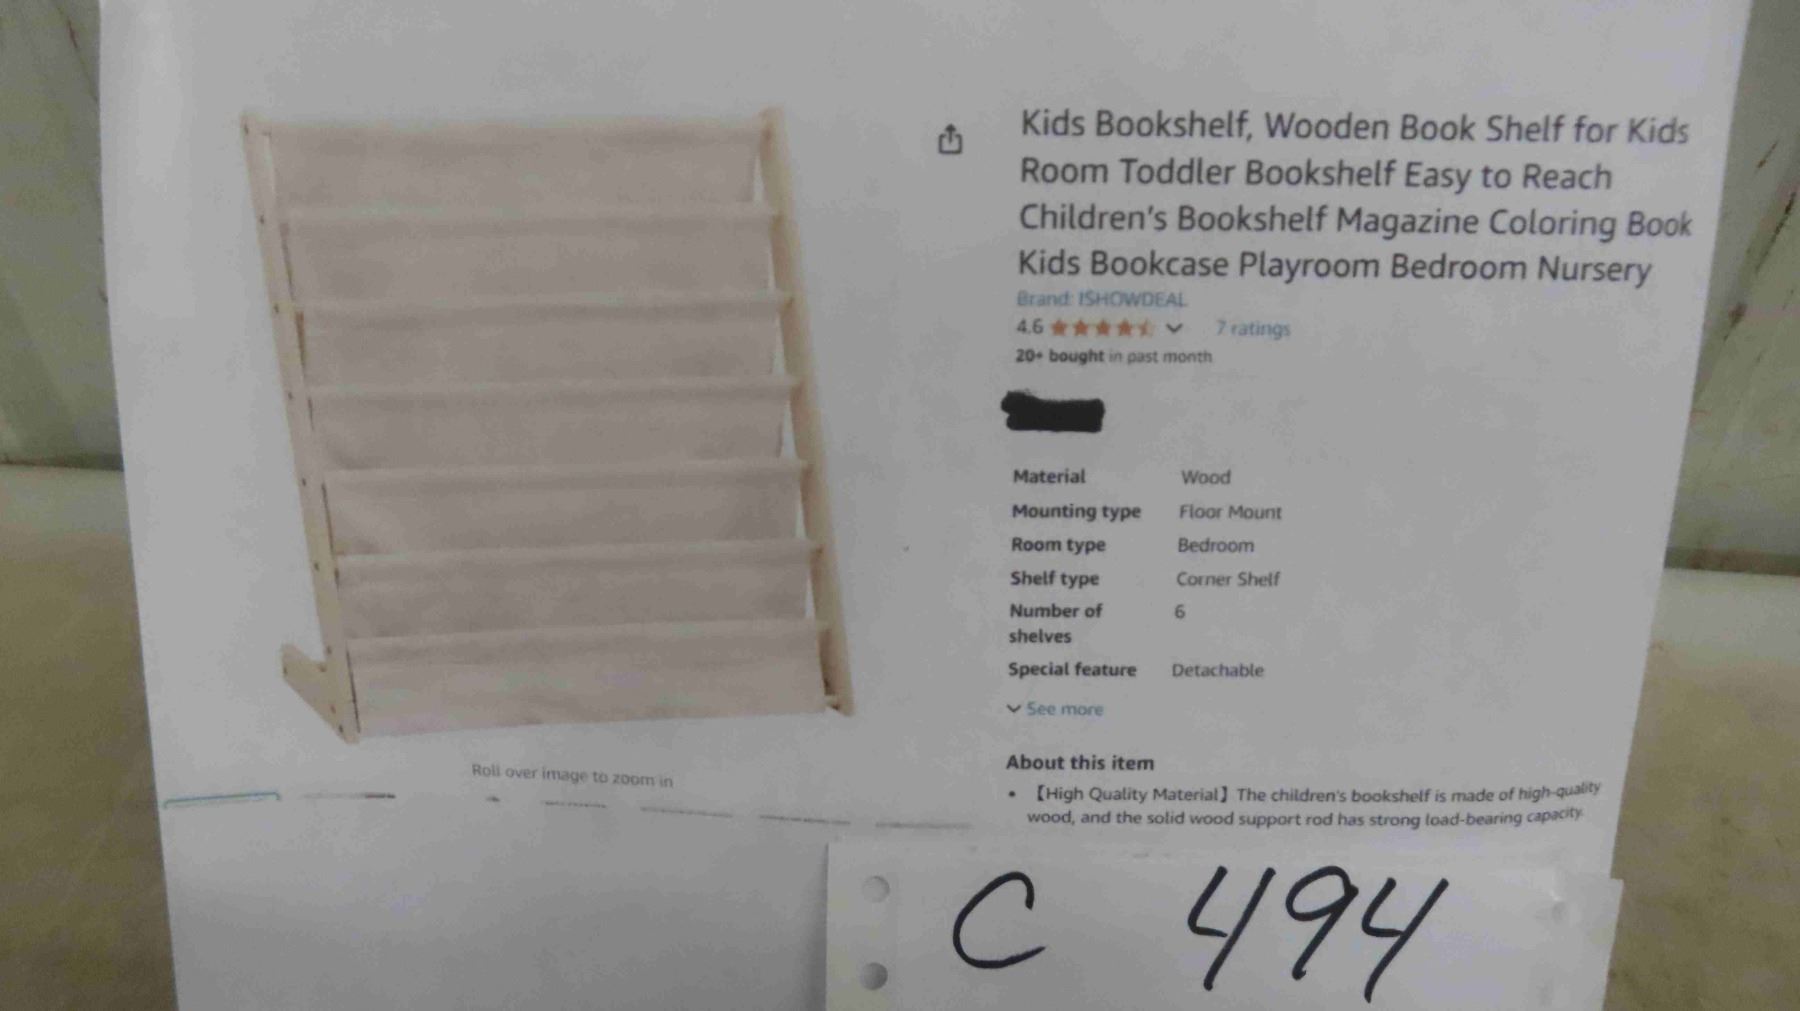 Kids Bookshelf, Wooden Book Shelf for Kids
Room Toddler Bookshelf Easy to Reach
Children's Bookshelf Magazine Coloring Book
Kids Bookcase Playroom Bedroom Nursery
Brand: ISHOWDEAL
4.6 7 ratings
20+ bought in past month
Material Wood
Mounting type Floor Mount
Room type Bedroom
Shelf type Corner Shelf
Number of shelves 6
Special feature Detachable
See more
Roll over image to zoom in
About this item
• 【High Quality Material】The children's bookshelf is made of high-quality
wood, and the solid wood support rod has strong load-bearing capacity.
C 494